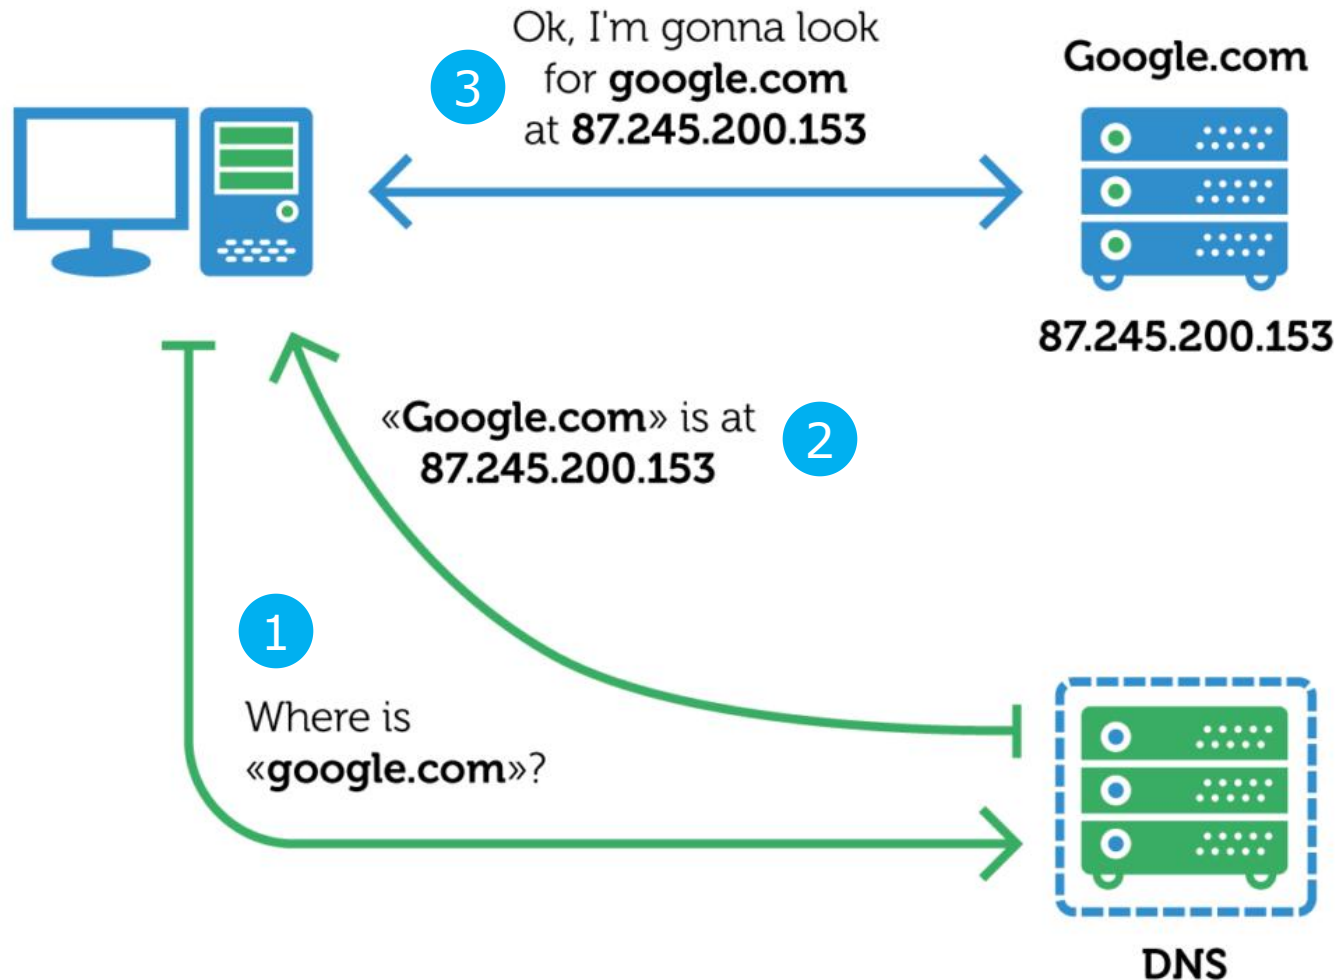 3
Ok, I'm gonna look
for google.com
at 87.245.200.153
Google.com
87.245.200.153
«Google.com» is at
87.245.200.153
2
1
Where is
«google.com»?
DNS